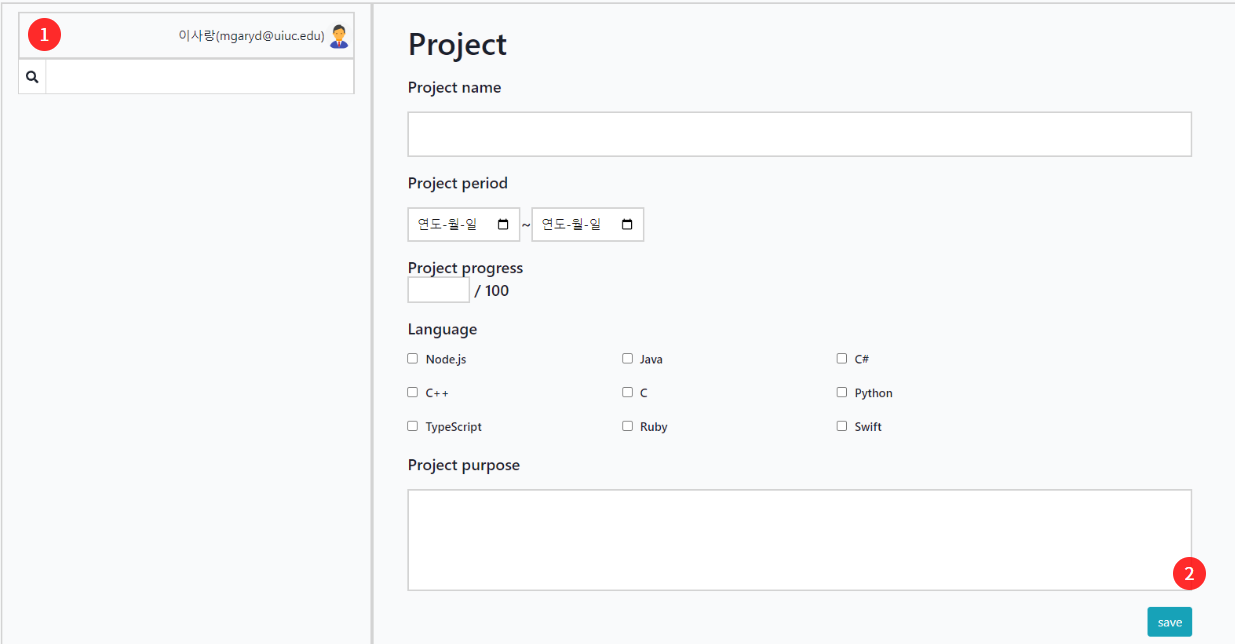 1
이사랑(mgaryd@uiuc.edu)
Project
Project name
Project period
연도-월-일 ~ 연도-월-일
Project progress
/ 100
Language
Node.js Java C#
C++ C Python
TypeScript Ruby Swift
Project purpose
2
save